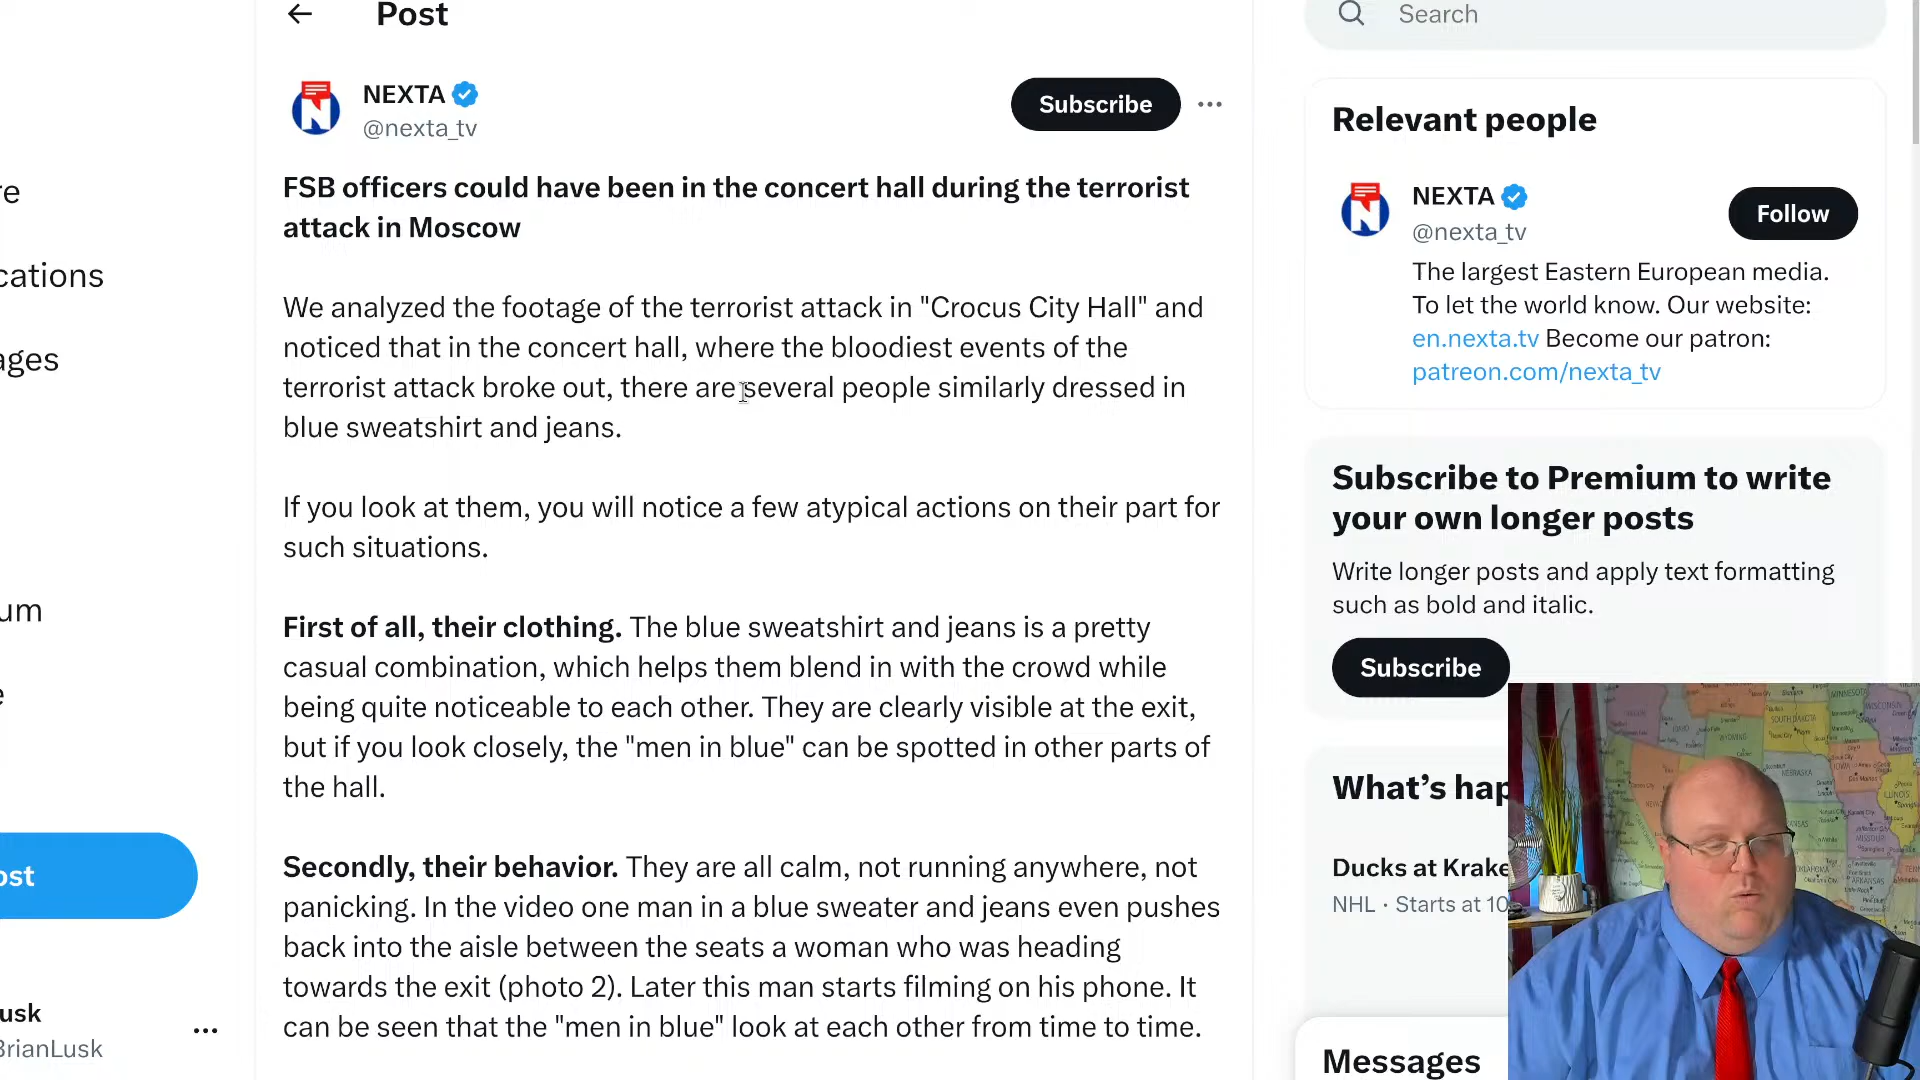 Post
Search
NEXTA
@nexta_tv
Subscribe
FSB officers could have been in the concert hall during the terrorist
attack in Moscow
We analyzed the footage of the terrorist attack in "Crocus City Hall" and
noticed that in the concert hall, where the bloodiest events of the
terrorist attack broke out, there are several people similarly dressed in
blue sweatshirt and jeans.
If you look at them, you will notice a few atypical actions on their part for
such situations.
First of all, their clothing. The blue sweatshirt and jeans is a pretty
casual combination, which helps them blend in with the crowd while
being quite noticeable to each other. They are clearly visible at the exit,
but if you look closely, the "men in blue" can be spotted in other parts of
the hall.
Secondly, their behavior. They are all calm, not running anywhere, not
panicking. In the video one man in a blue sweater and jeans even pushes
back into the aisle between the seats a woman who was heading
towards the exit (photo 2). Later this man starts filming on his phone. It
can be seen that the "men in blue" look at each other from time to time.
Relevant people
NEXTA
@nexta_tv
Follow
The largest Eastern European media.
To let the world know. Our website:
en.nexta.tv Become our patron:
patreon.com/nexta_tv
Subscribe to Premium to write
your own longer posts
Write longer posts and apply text formatting
such as bold and italic.
Subscribe
What's hap
Ducks at Krake
NHL · Starts at 10
Messages
re
cations
ages
um
e
ost
usk
BrianLusk
MINNESOTA
WISCONSIN
SOUTH DAKOTA
WYOMING
NEBRASKA
IOWA
ILLINOIS
MISSOURI
OKLAHOMA
ARKANSAS